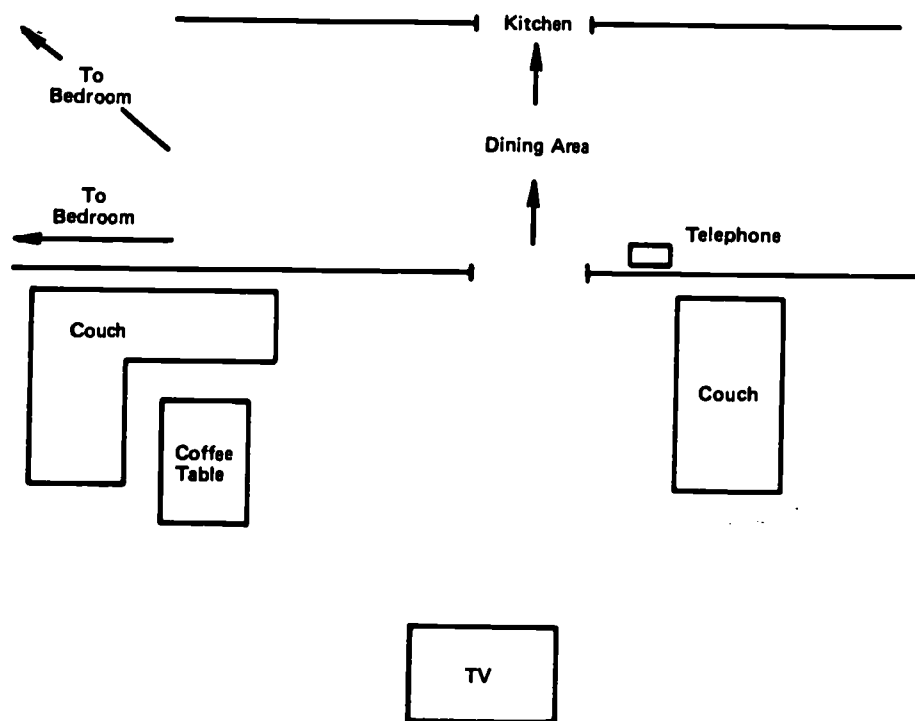 Kitchen
To
Bedroom
Dining Area
To
Bedroom
Telephone
Couch
Couch
Coffee
Table
TV